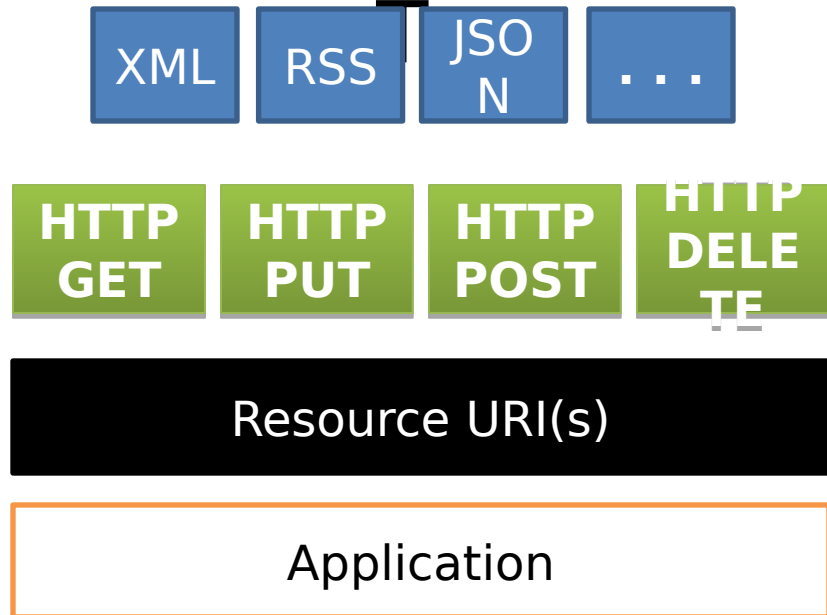 XML
RSS
JSO
N
...
HTTP
GET
HTTP
PUT
HTTP
POST
HTTP
DELE
TE
Resource URI(s)
Application